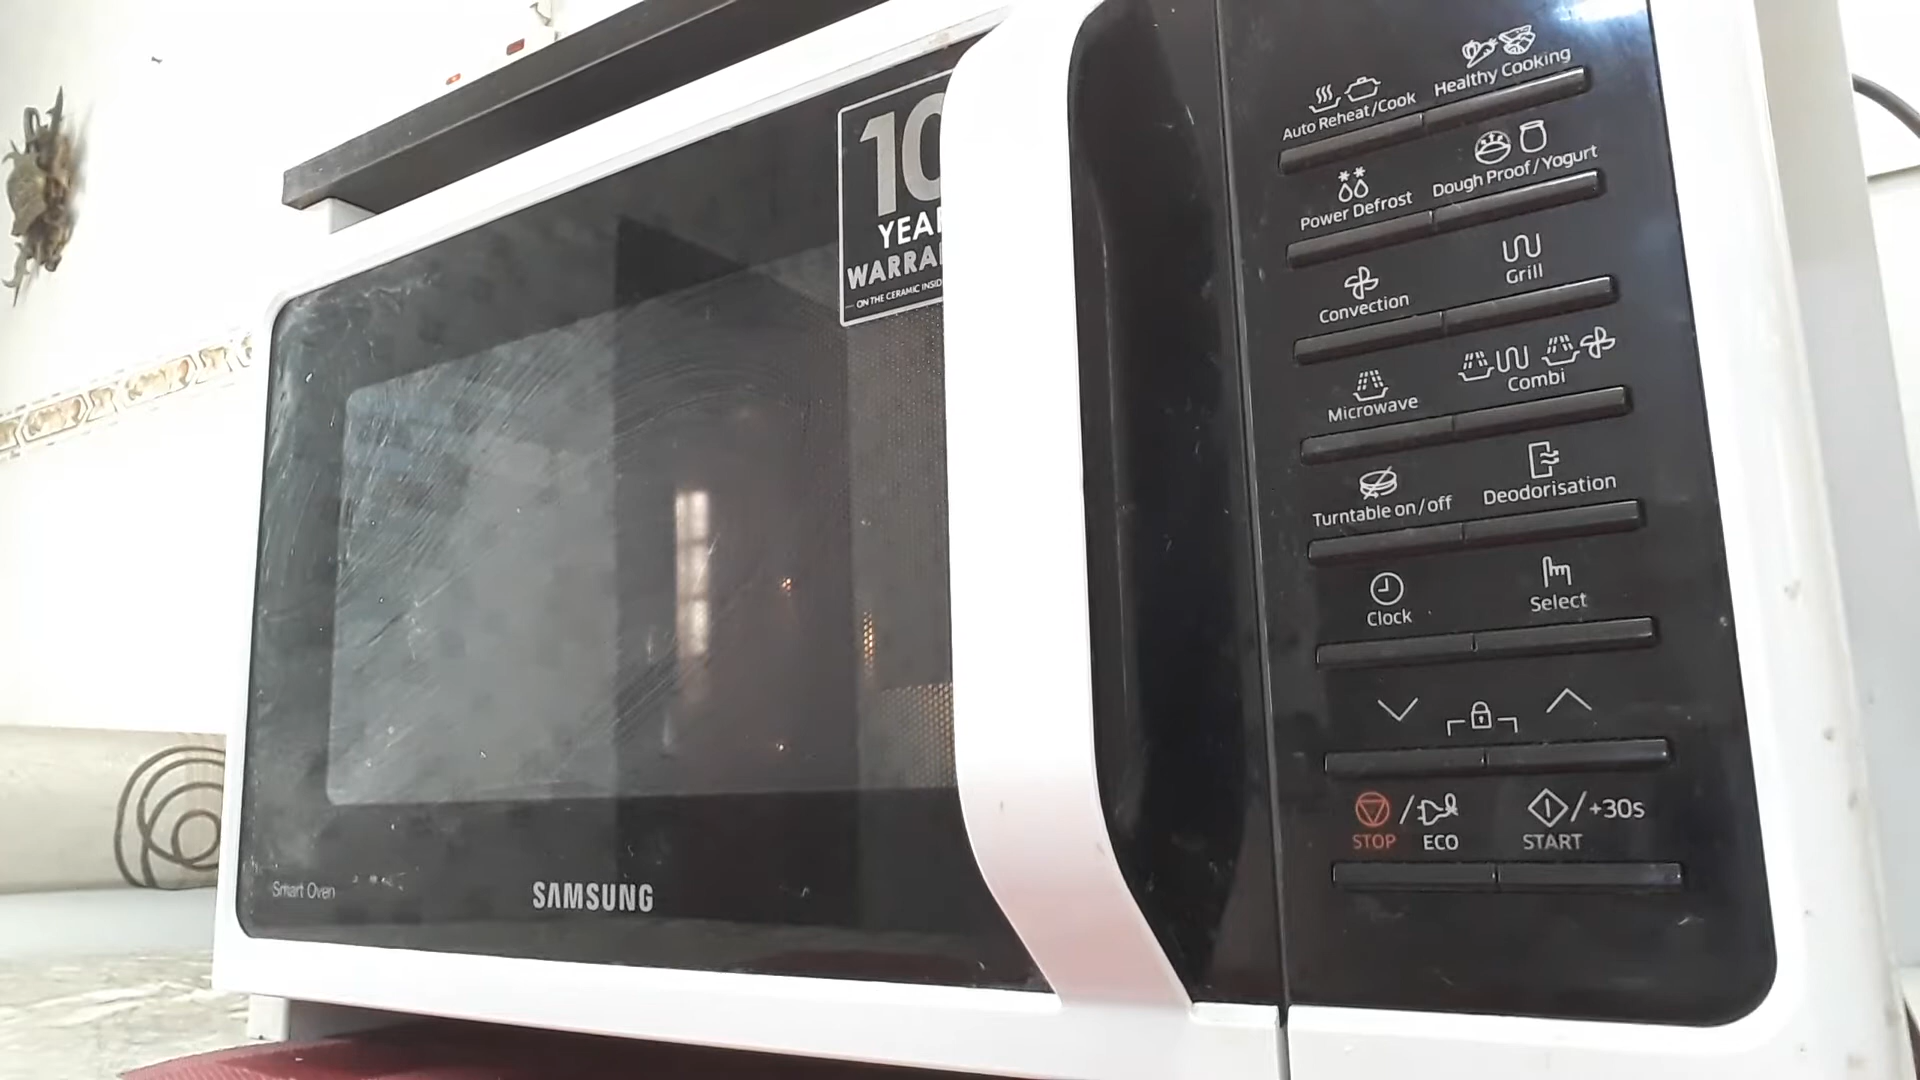 10
YEAR
WARRA
ON THE CERAMIC INSID
Smart Oven
SAMSUNG
Auto Reheat/Cook
Healthy Cooking
Power Defrost
Dough Proof/Yogurt
Convection
Grill
Microwave
Combi
Turntable on/off
Deodorisation
Clock
Select
/
/+30s
STOP ECO
START